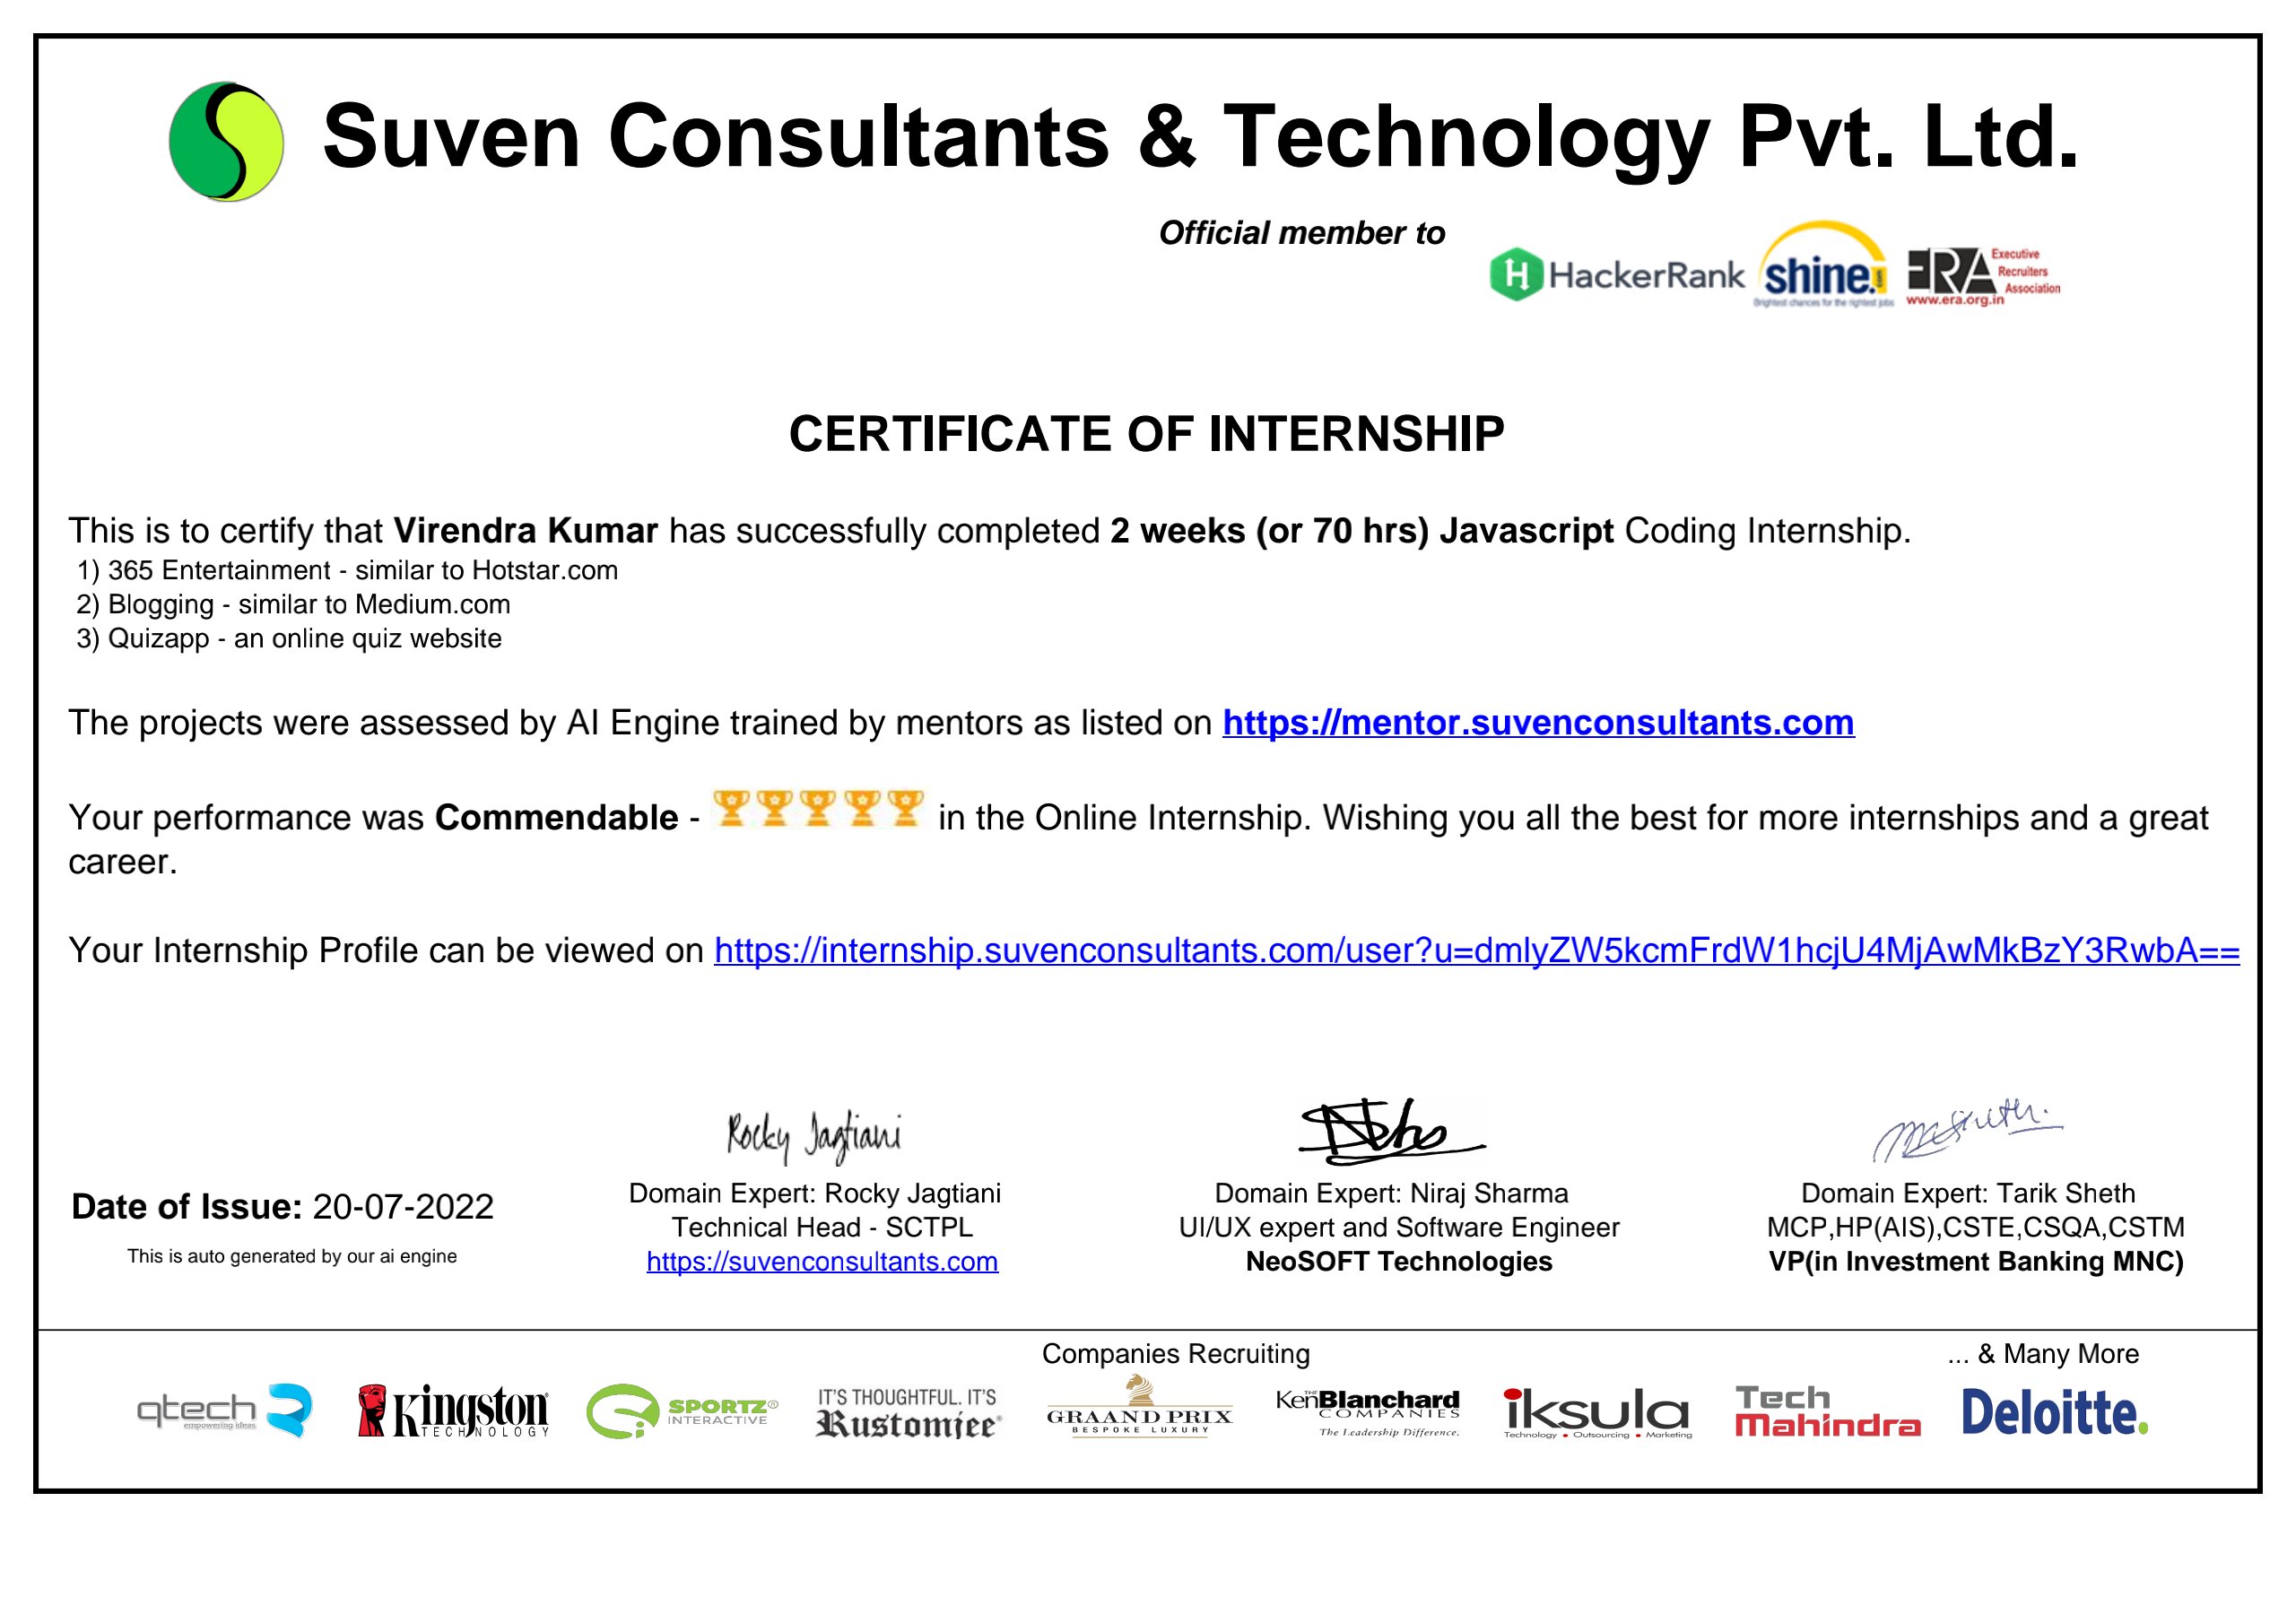 Suven Consultants & Technology Pvt. Ltd.
Official member to
HackerRank
shine.com
Brightest chances for the rightest jobs
ERA Executive Recruiters Association
www.era.org.in
CERTIFICATE OF INTERNSHIP
This is to certify that Virendra Kumar has successfully completed 2 weeks (or 70 hrs) Javascript Coding Internship.
1) 365 Entertainment - similar to Hotstar.com
2) Blogging - similar to Medium.com
3) Quizapp - an online quiz website
The projects were assessed by AI Engine trained by mentors as listed on https://mentor.suvenconsultants.com
Your performance was Commendable - in the Online Internship. Wishing you all the best for more internships and a great
career.
Your Internship Profile can be viewed on https://internship.suvenconsultants.com/user?u=dmlyZW5kcmFrdW1hcjU4MjAwMkBzY3RwbA==
Rocky Jagtiani
Date of Issue: 20-07-2022
This is auto generated by our ai engine
Domain Expert: Rocky Jagtiani
Technical Head - SCTPL
https://suvenconsultants.com
Domain Expert: Niraj Sharma
UI/UX expert and Software Engineer
NeoSOFT Technologies
Domain Expert: Tarik Sheth
MCP,HP(AIS),CSTE,CSQA,CSTM
VP(in Investment Banking MNC)
Companies Recruiting
... & Many More
qtech
empowering ideas
Kingston
TECHNOLOGY
SPORTZ®
INTERACTIVE
IT'S THOUGHTFUL. IT'S
Rustomjee®
GRAAND PRIX
BESPOKE LUXURY
THE Ken Blanchard
COMPANIES
The Leadership Difference.
iksula
Technology • Outsourcing • Marketing
Tech
Mahindra
Deloitte.